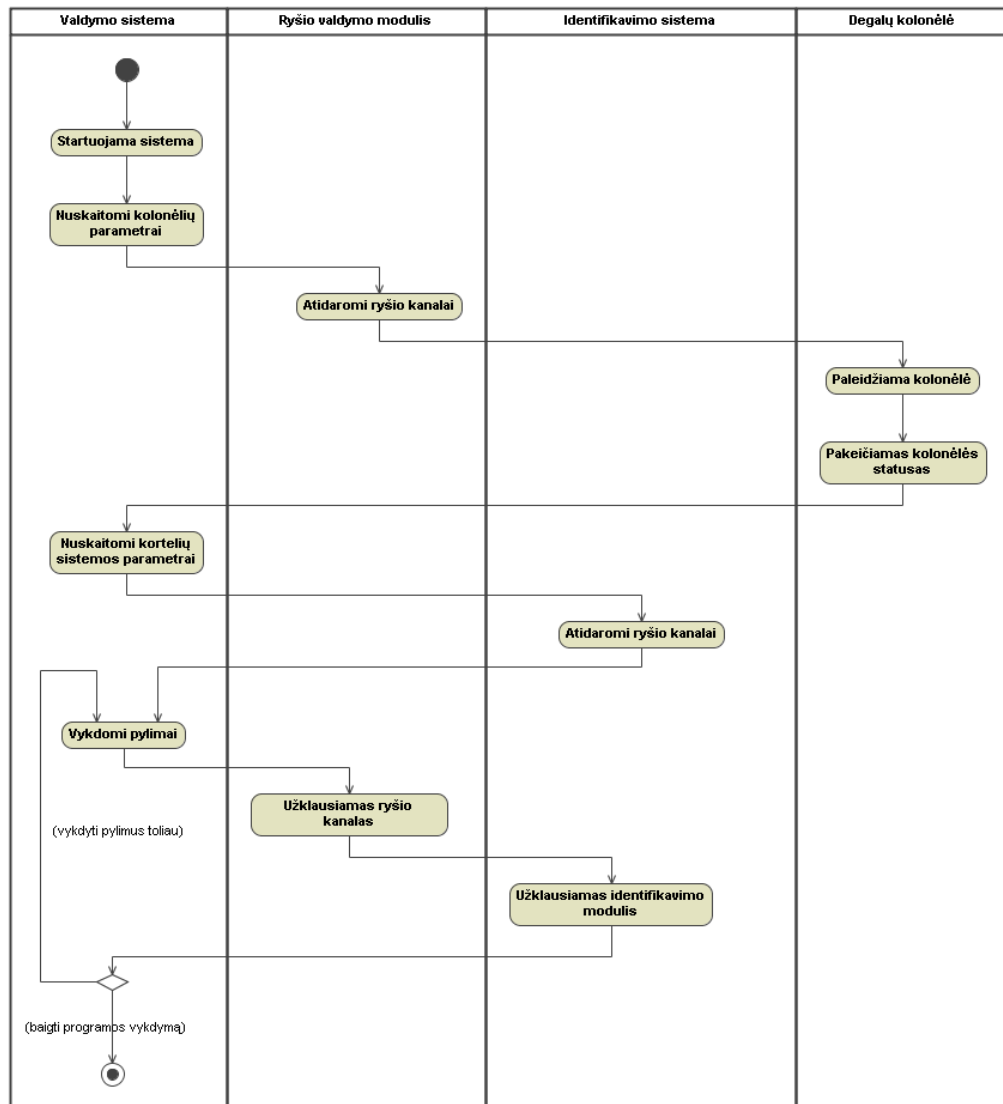 Valdymo sistema
Ryšio valdymo modulis
Identifikavimo sistema
Degalų kolonėlė
Startuojama sistema
Nuskaitomi kolonėlių
parametrai
Atidaromi ryšio kanalai
Paleidžiama kolonėlė
Pakeičiamas kolonėlės
statusas
Nuskaitomi kortelių
sistemos parametrai
Atidaromi ryšio kanalai
Vykdomi pylimai
Užklausiamas ryšio
kanalas
(vykdyti pylimus toliau)
Užklausiamas identifikavimo
modulis
(baigti programos vykdymą)